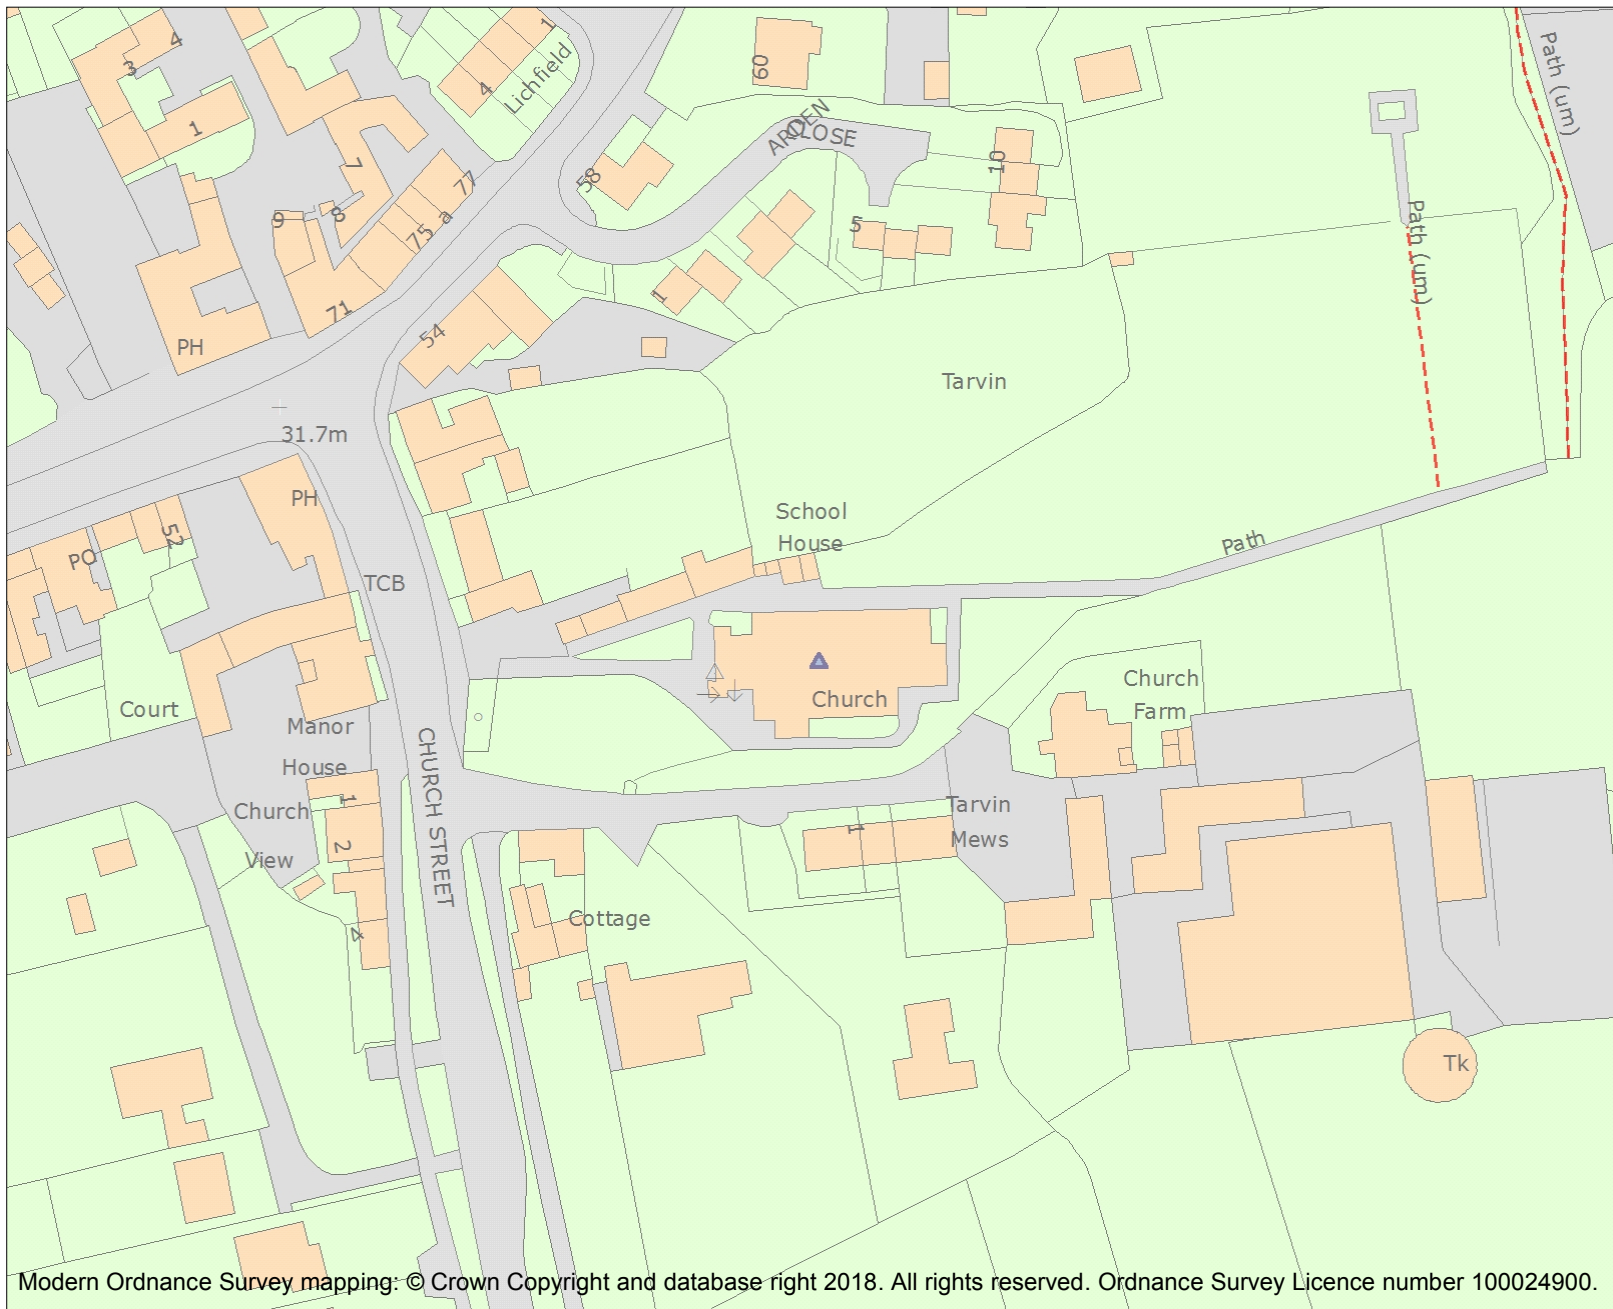 4
3
1
1
4
Lichfield
60
Path (um)
ARDEN
CLOSE
7
77
58
10
9
8
75
a
5
Path (um)
71
1
54
PH
Tarvin
31.7m
PH
School
House
52
PO
Path
TCB
Church
Church
Farm
Court
Manor
House
CHURCH STREET
1
Church
View
2
1
Tarvin
Mews
4
Cottage
Tk
Modern Ordnance Survey mapping: © Crown Copyright and database right 2018. All rights reserved. Ordnance Survey Licence number 100024900.